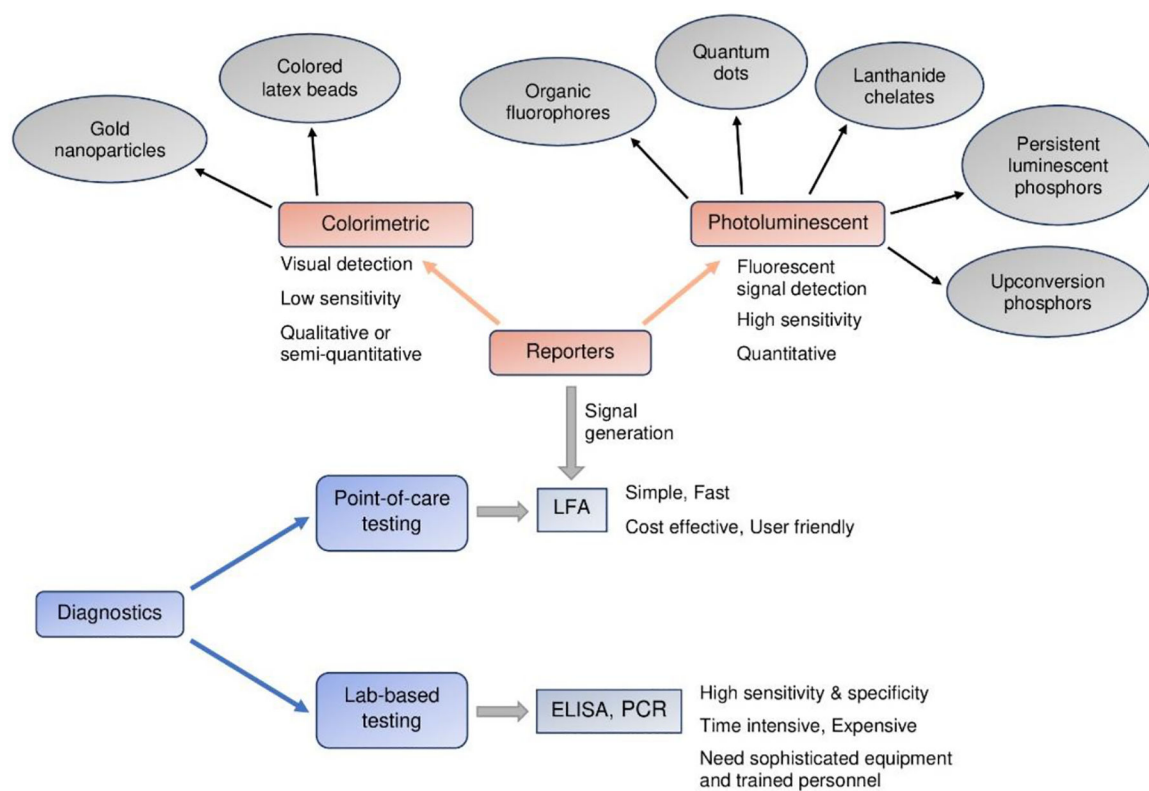 Colored
latex beads
Gold
nanoparticles
Organic
fluorophores
Quantum
dots
Lanthanide
chelates
Persistent
luminescent
phosphors
Upconversion
phosphors
Colorimetric
Visual detection
Low sensitivity
Qualitative or
semi-quantitative
Photoluminescent
Fluorescent
signal detection
High sensitivity
Quantitative
Reporters
Signal
generation
Point-of-care
testing
LFA
Simple, Fast
Cost effective, User friendly
Diagnostics
Lab-based
testing
ELISA, PCR
High sensitivity & specificity
Time intensive, Expensive
Need sophisticated equipment
and trained personnel